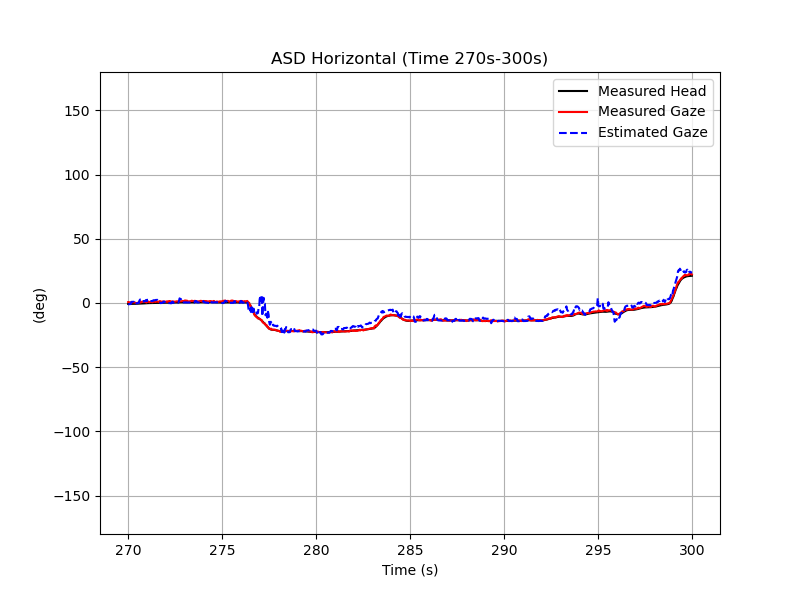 ASD Horizontal (Time 270s-300s)
Measured Head
Measured Gaze
Estimated Gaze
150
100
50
0
−50
−100
−150
(deg)
270 275 280 285 290 295 300
Time (s)